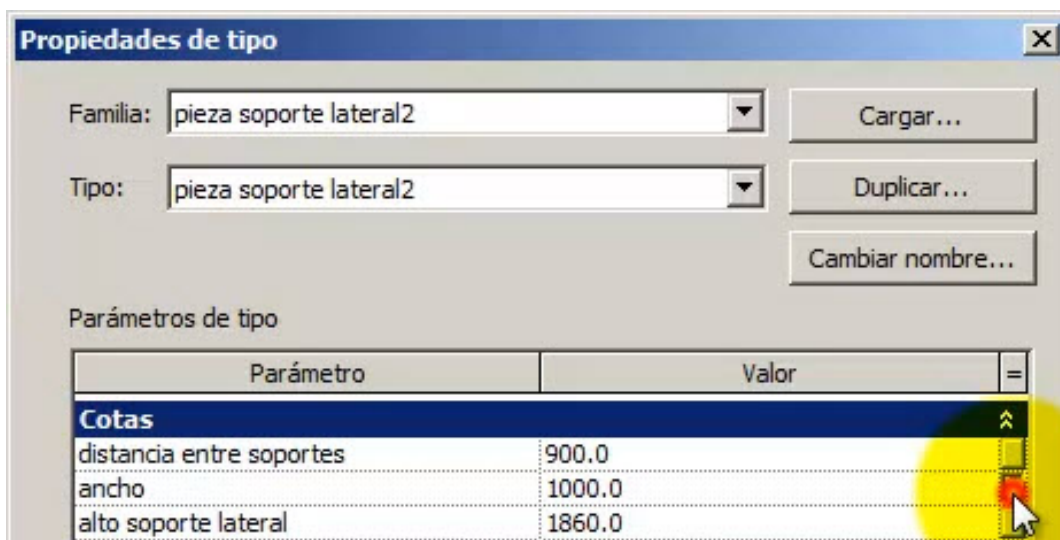 Propiedades de tipo
Familia: pieza soporte lateral2 Cargar...
Tipo: pieza soporte lateral2 Duplicar...
Cambiar nombre...
Parámetros de tipo
Parámetro Valor =
Cotas
distancia entre soportes 900.0
ancho 1000.0
alto soporte lateral 1860.0